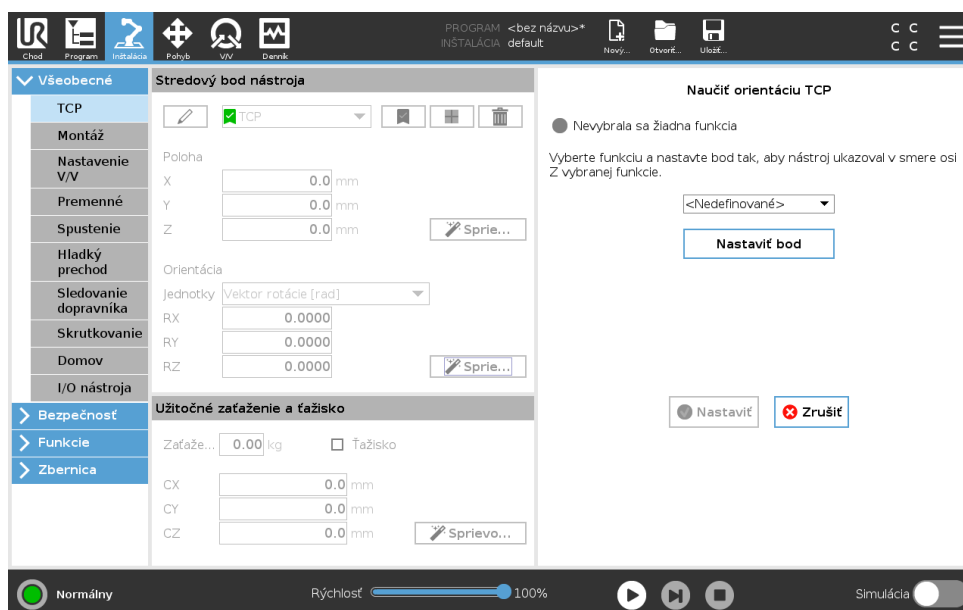 PROGRAM <bez názvu>*
INŠTALÁCIA default
UR
Chod
Program
Inštalácia
Pohyb
V/V
Denník
Nový...
Otvoriť...
Uložiť...
C C
C C
Všeobecné
TCP
Montáž
Nastavenie
V/V
Premenné
Spustenie
Hladký
prechod
Sledovanie
dopravníka
Skrutkovanie
Domov
I/O nástroja
Bezpečnosť
Funkcie
Zbernica
Stredový bod nástroja
TCP
Poloha
X 0.0 mm
Y 0.0 mm
Z 0.0 mm
Sprie...
Orientácia
Jednotky Vektor rotácie [rad]
RX 0.0000
RY 0.0000
RZ 0.0000
Sprie...
Užitočné zaťaženie a ťažisko
Zaťaže... 0.00 kg Ťažisko
CX 0.0 mm
CY 0.0 mm
CZ 0.0 mm
Sprievo...
Naučiť orientáciu TCP
Nevybrala sa žiadna funkcia
Vyberte funkciu a nastavte bod tak, aby nástroj ukazoval v smere osi
Z vybranej funkcie.
<Nedefinované>
Nastaviť bod
Nastaviť
Zrušiť
Normálny
Rýchlosť 100%
Simulácia